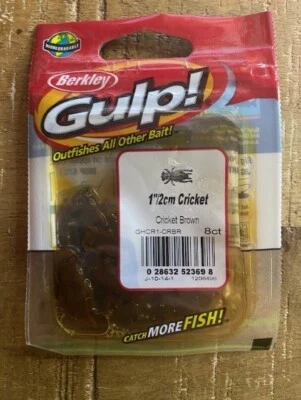 BIODEGRADABLE
Berkley
Gulp!
Outfishes All Other Bait!
1"/2cm Cricket
Cricket Brown
GHCR1-CRBR 8ct
0 28632 52369 8
CATCH MORE FISH!